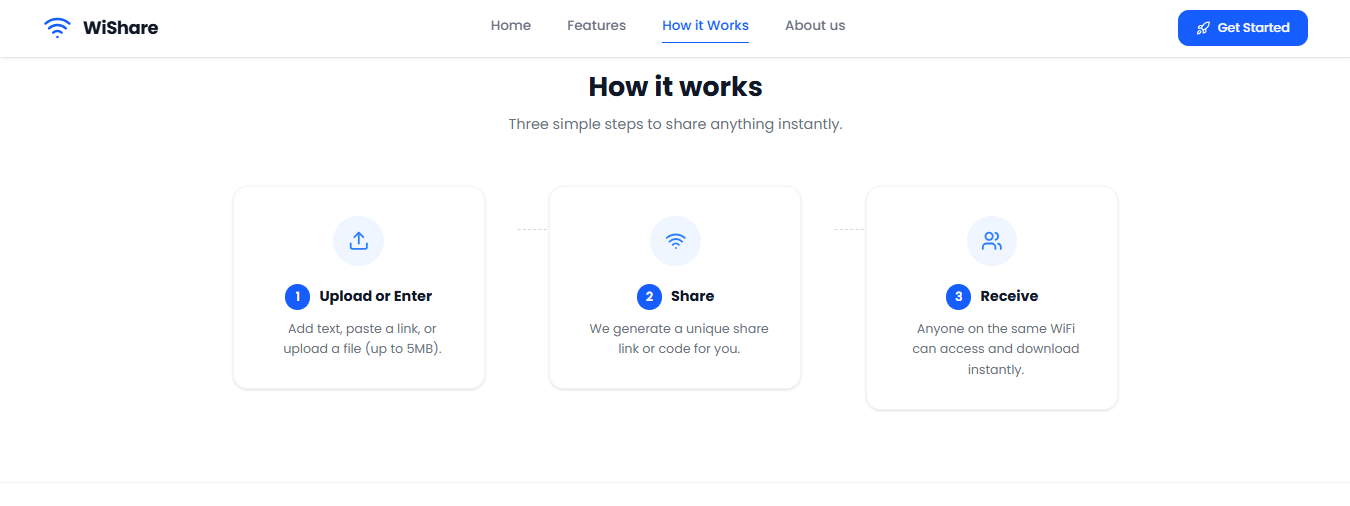 WiShare
Home
Features
How it Works
About us
Get Started
How it works
Three simple steps to share anything instantly.
1 Upload or Enter
Add text, paste a link, or
upload a file (up to 5MB).
2 Share
We generate a unique share
link or code for you.
3 Receive
Anyone on the same WiFi
can access and download
instantly.